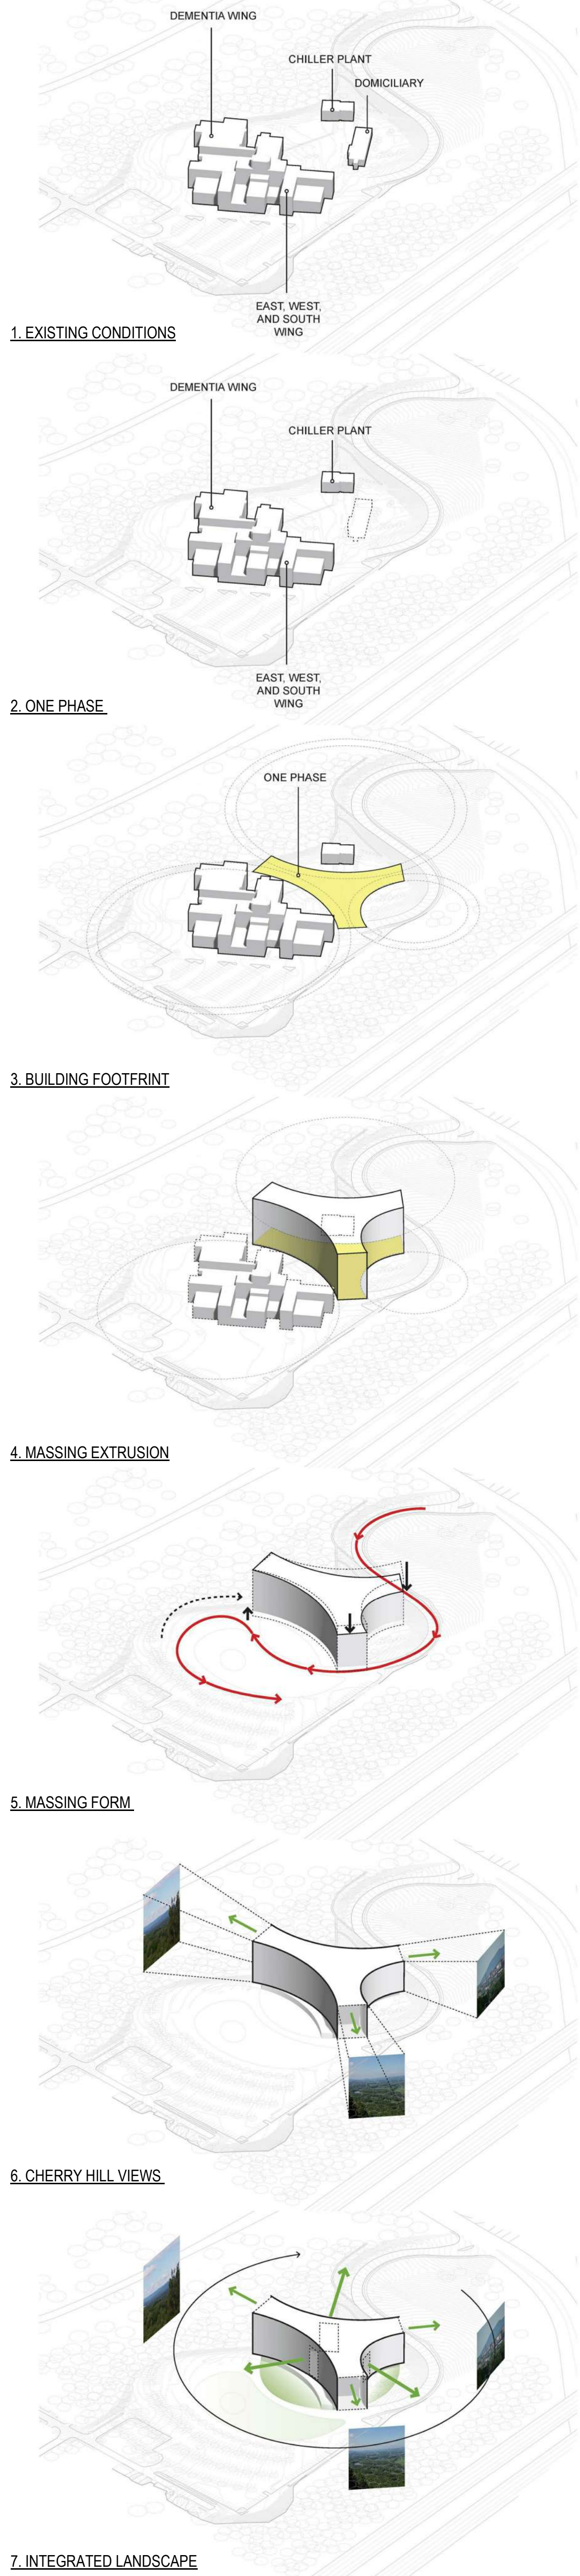 DEMENTIA WING
CHILLER PLANT
DOMICILIARY
EAST, WEST,
AND SOUTH
WING
1. EXISTING CONDITIONS
DEMENTIA WING
CHILLER PLANT
EAST, WEST,
AND SOUTH
WING
2. ONE PHASE
ONE PHASE
3. BUILDING FOOTFRINT
4. MASSING EXTRUSION
5. MASSING FORM
6. CHERRY HILL VIEWS
7. INTEGRATED LANDSCAPE